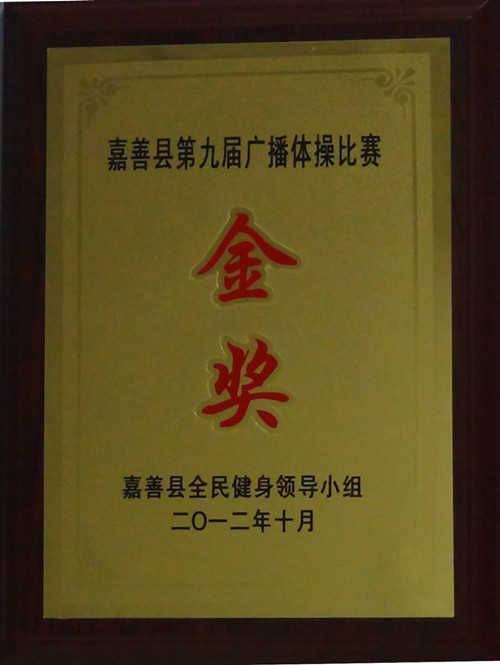 嘉善县第九届广播体操比赛
金
奖
嘉善县全民健身领导小组
二〇一二年十月